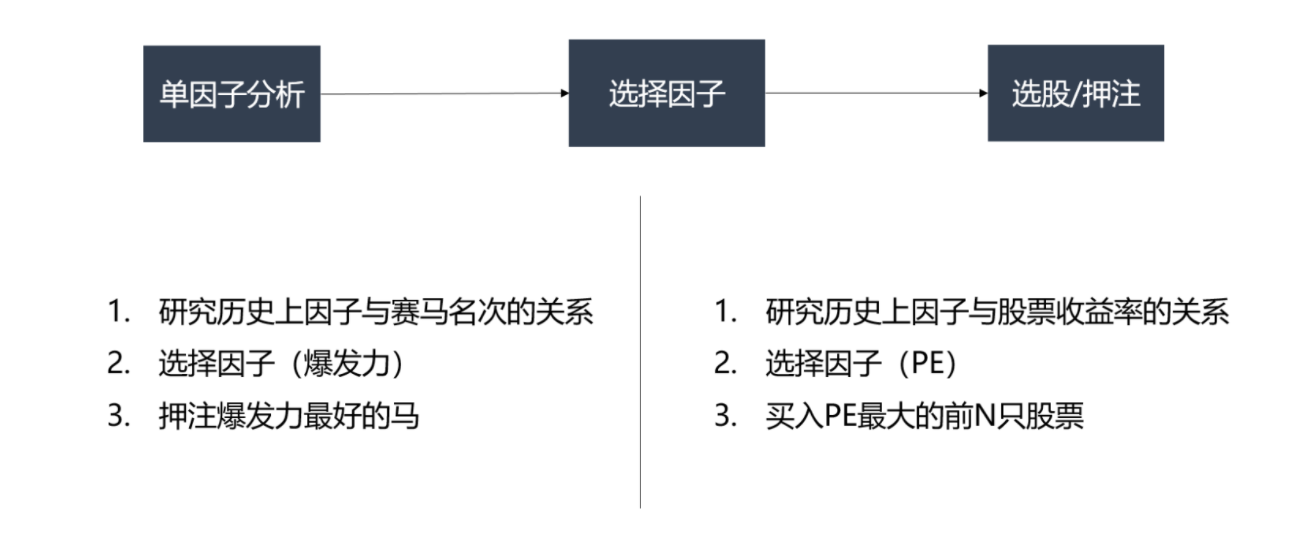 单因子分析
选择因子
选股/押注
1. 研究历史上因子与赛马名次的关系
2. 选择因子（爆发力）
3. 押注爆发力最好的马
1. 研究历史上因子与股票收益率的关系
2. 选择因子（PE）
3. 买入PE最大的前N只股票